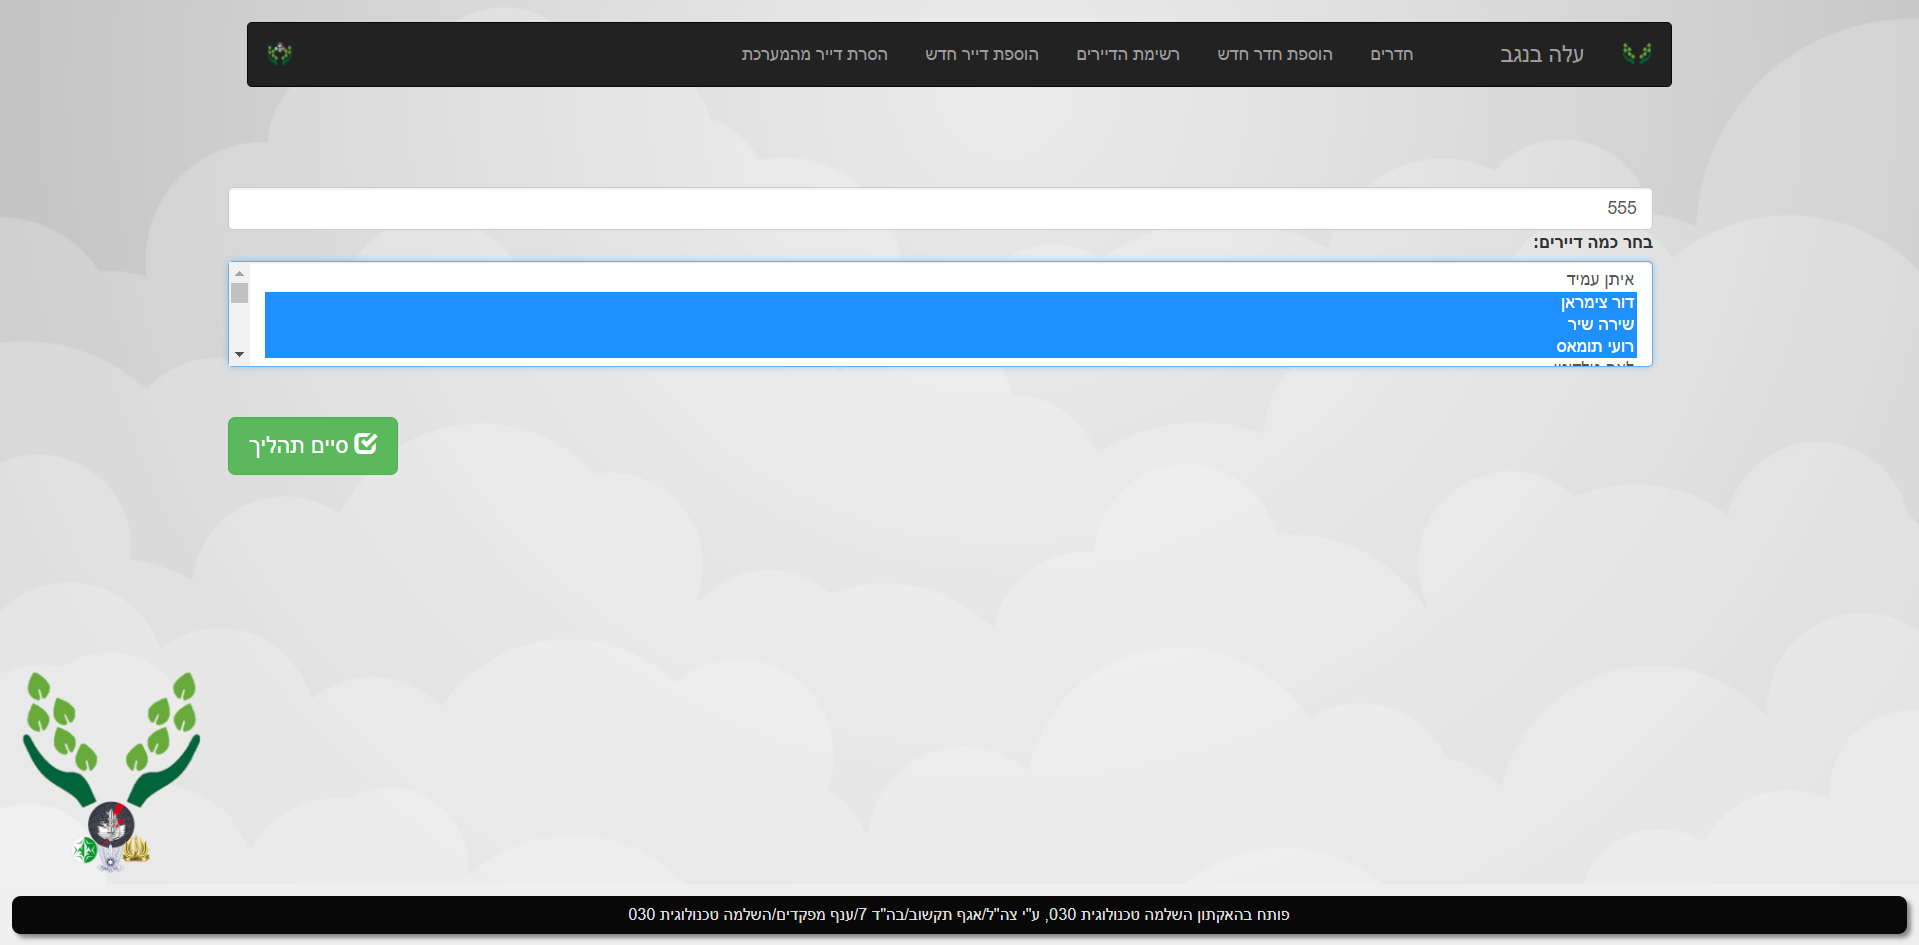 עלה בנגב
חדרים
הוספת חדר חדש
רשימת הדיירים
הוספת דייר חדש
הסרת דייר מהמערכת
555
בחר כמה דיירים:
איתן עמיד
דור צימראן
שירה שיר
רועי תומאס
סיים תהליך
פותח בהאקתון השלמה טכנולוגית 030, ע"י צה"ל/אגף תקשוב/בה"ד 7/ענף מפקדים/השלמה טכנולוגית 030